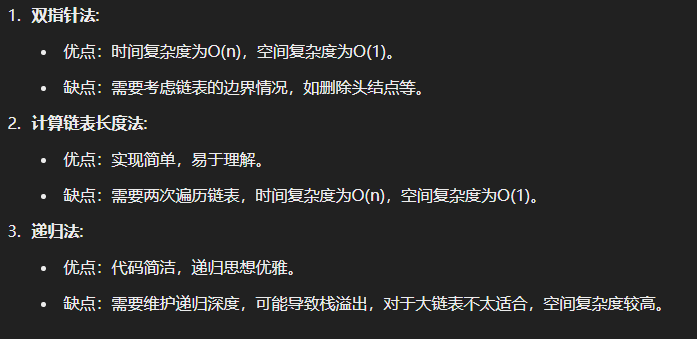 1. 双指针法:
• 优点：时间复杂度为O(n)，空间复杂度为O(1)。
• 缺点：需要考虑链表的边界情况，如删除头结点等。
2. 计算链表长度法:
• 优点：实现简单，易于理解。
• 缺点：需要两次遍历链表，时间复杂度为O(n)，空间复杂度为O(1)。
3. 递归法:
• 优点：代码简洁，递归思想优雅。
• 缺点：需要维护递归深度，可能导致栈溢出，对于大链表不太适合，空间复杂度较高。